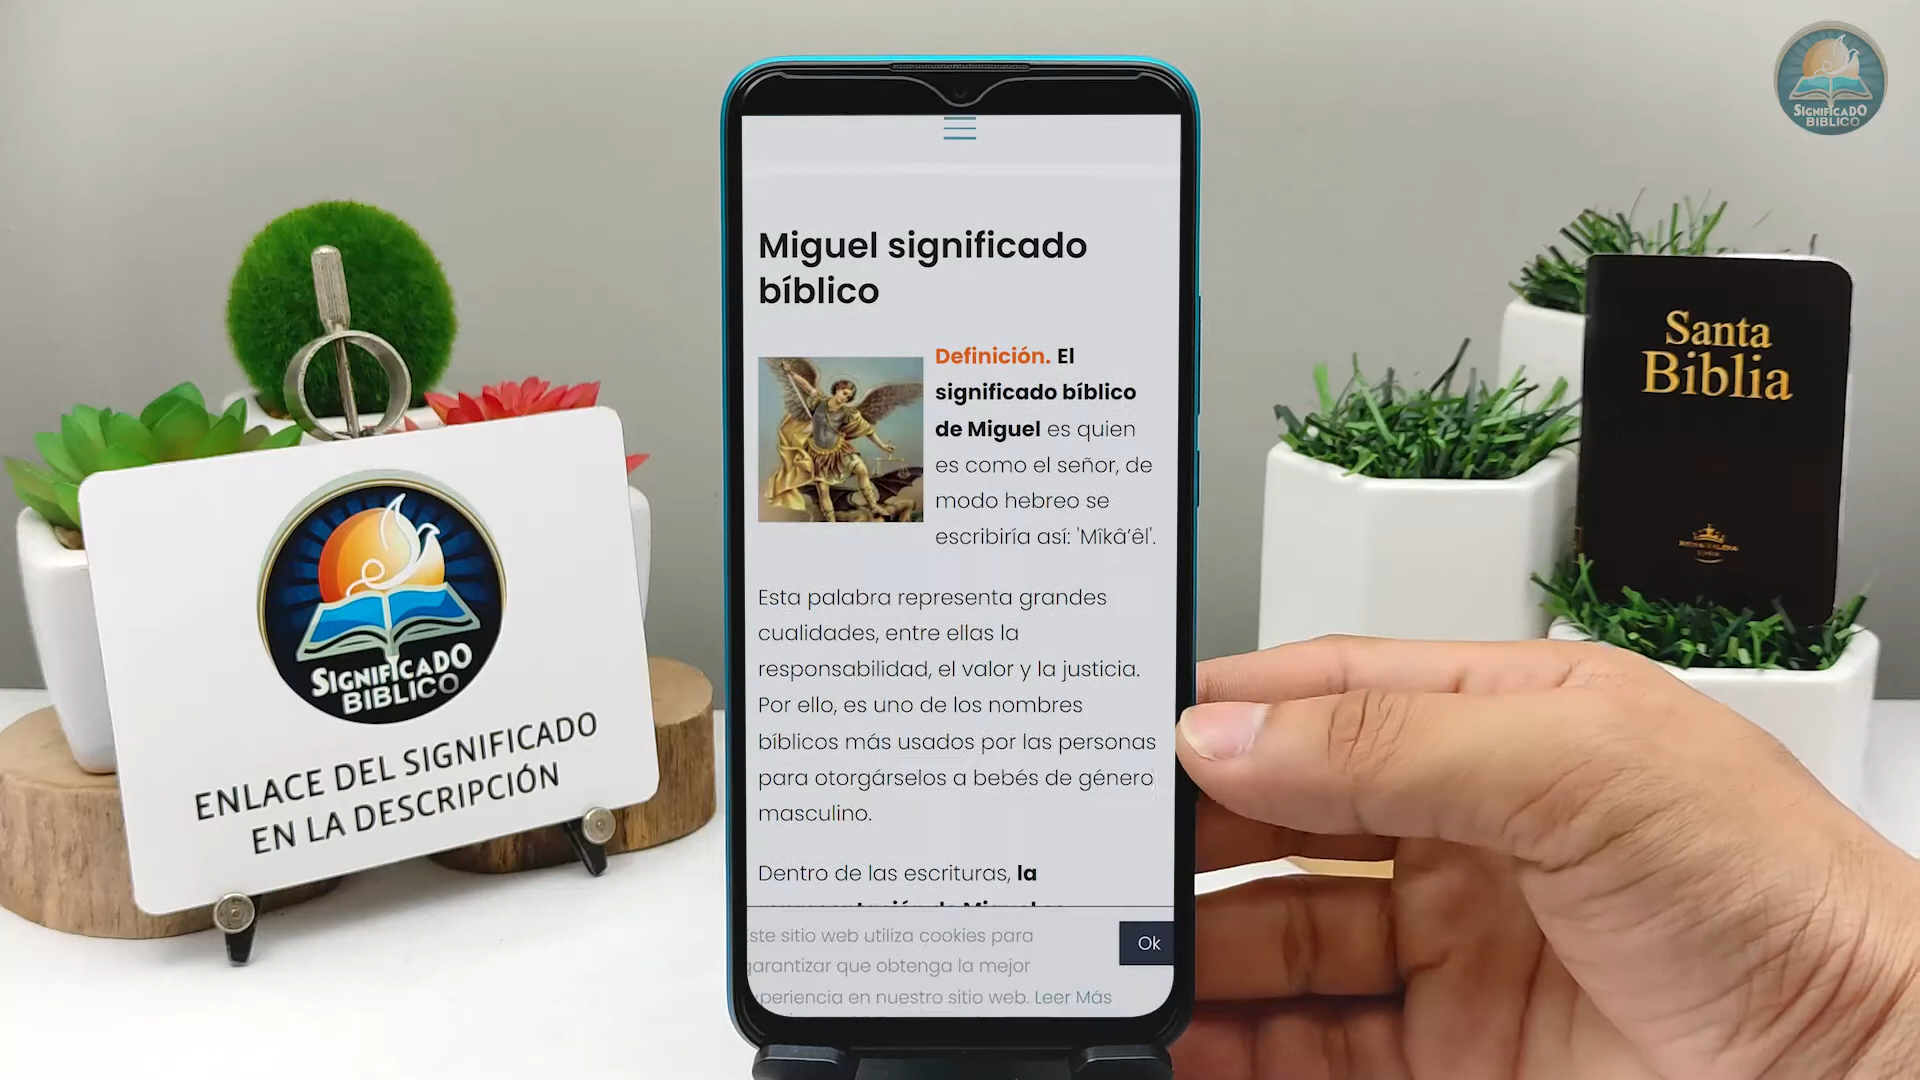 SIGNIFICADO
BIBLICO
Miguel significado
bíblico
Definición. El
significado bíblico
de Miguel es quien
es como el señor, de
modo hebreo se
escribiría así: 'Mîkâ’êl'.
Esta palabra representa grandes
cualidades, entre ellas la
responsabilidad, el valor y la justicia.
Por ello, es uno de los nombres
bíblicos más usados por las personas
para otorgárselos a bebés de género
masculino.
Dentro de las escrituras, la
ste sitio web utiliza cookies para
garantizar que obtenga la mejor
periencia en nuestro sitio web. Leer Más
Ok
SIGNIFICADO
BIBLICO
ENLACE DEL SIGNIFICADO
EN LA DESCRIPCIÓN
Santa
Biblia